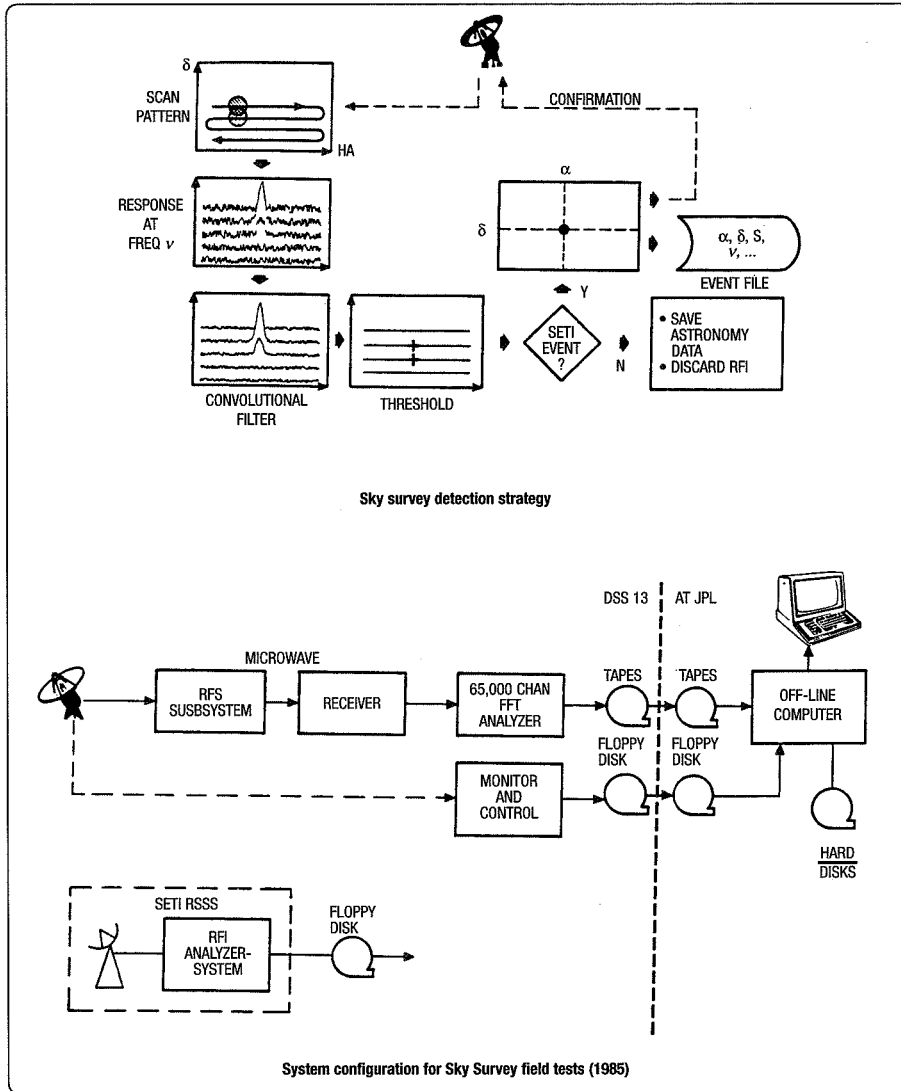 δ
SCAN
PATTERN
HA
CONFIRMATION
RESPONSE
AT
FREQ ν
α
δ
α, δ, S,
ν, ...
EVENT FILE
Y
SETI
EVENT
?
N
• SAVE
ASTRONOMY
DATA
• DISCARD RFI
CONVOLUTIONAL
FILTER
THRESHOLD
Sky survey detection strategy
DSS 13
AT JPL
MICROWAVE
RFS
SUSBSYSTEM
RECEIVER
65,000 CHAN
FFT
ANALYZER
TAPES
TAPES
OFF-LINE
COMPUTER
FLOPPY
DISK
FLOPPY
DISK
MONITOR
AND
CONTROL
HARD
DISKS
SETI RSSS
RFI
ANALYZER-
SYSTEM
FLOPPY
DISK
System configuration for Sky Survey field tests (1985)